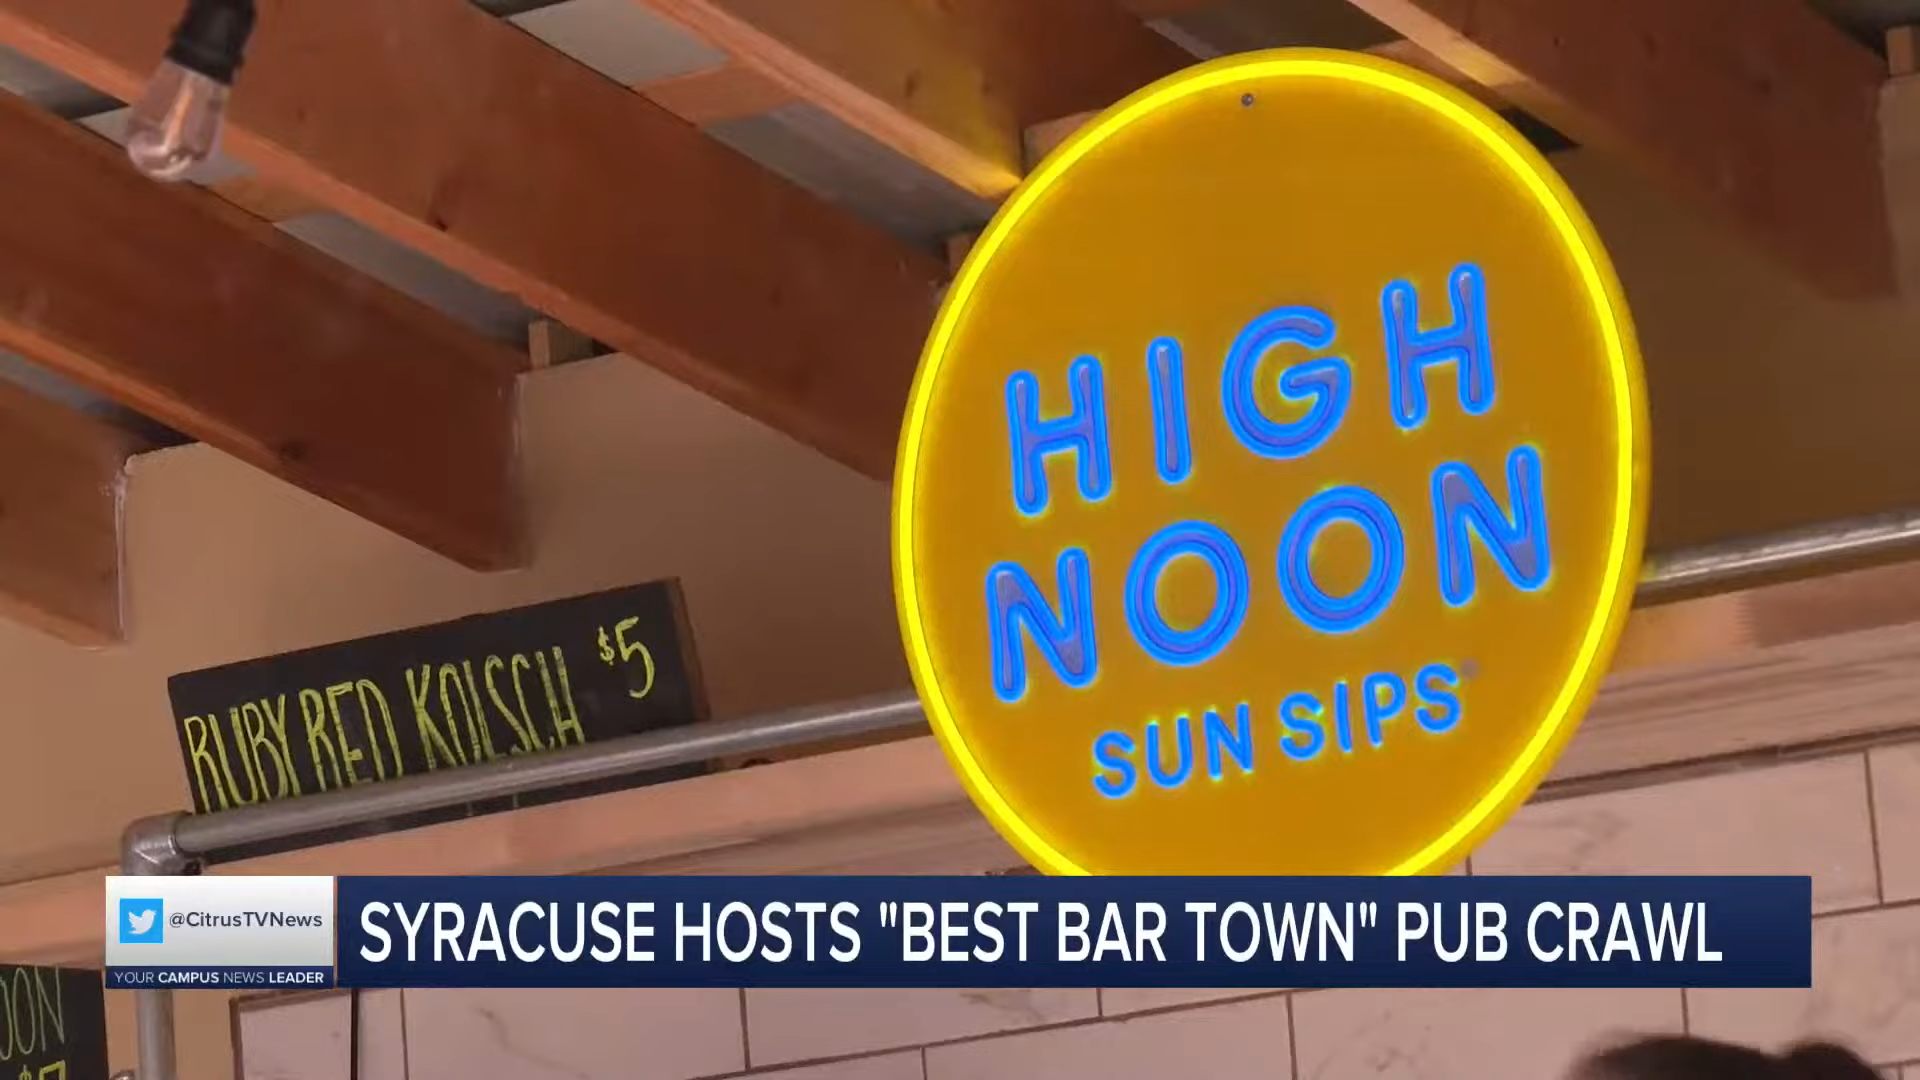 HIGH
NOON
SUN SIPS
RUBY RED KOLSCH $5
@CitrusTVNews
SYRACUSE HOSTS "BEST BAR TOWN" PUB CRAWL
YOUR CAMPUS NEWS LEADER